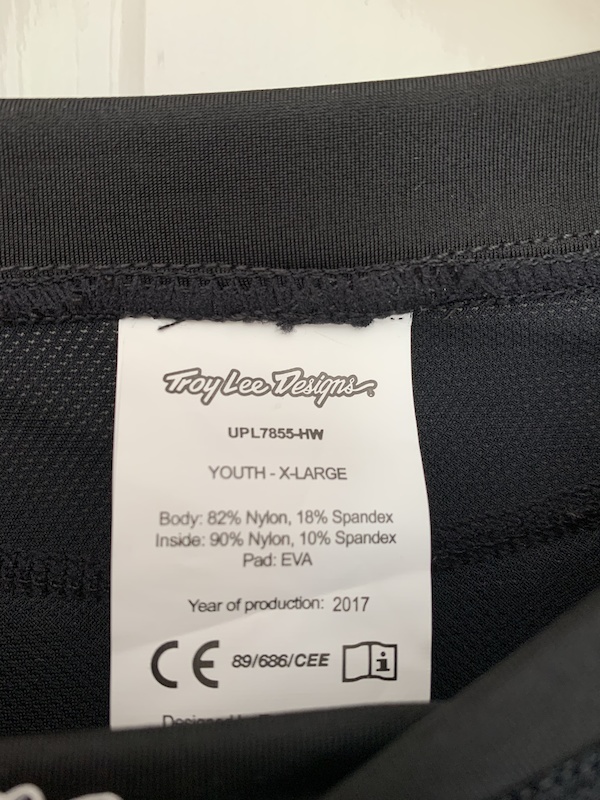 Troy Lee Designs
UPL7855-HW
YOUTH - X-LARGE
Body: 82% Nylon, 18% Spandex
Inside: 90% Nylon, 10% Spandex
Pad: EVA
Year of production: 2017
CE 89/686/CEE i
Designed